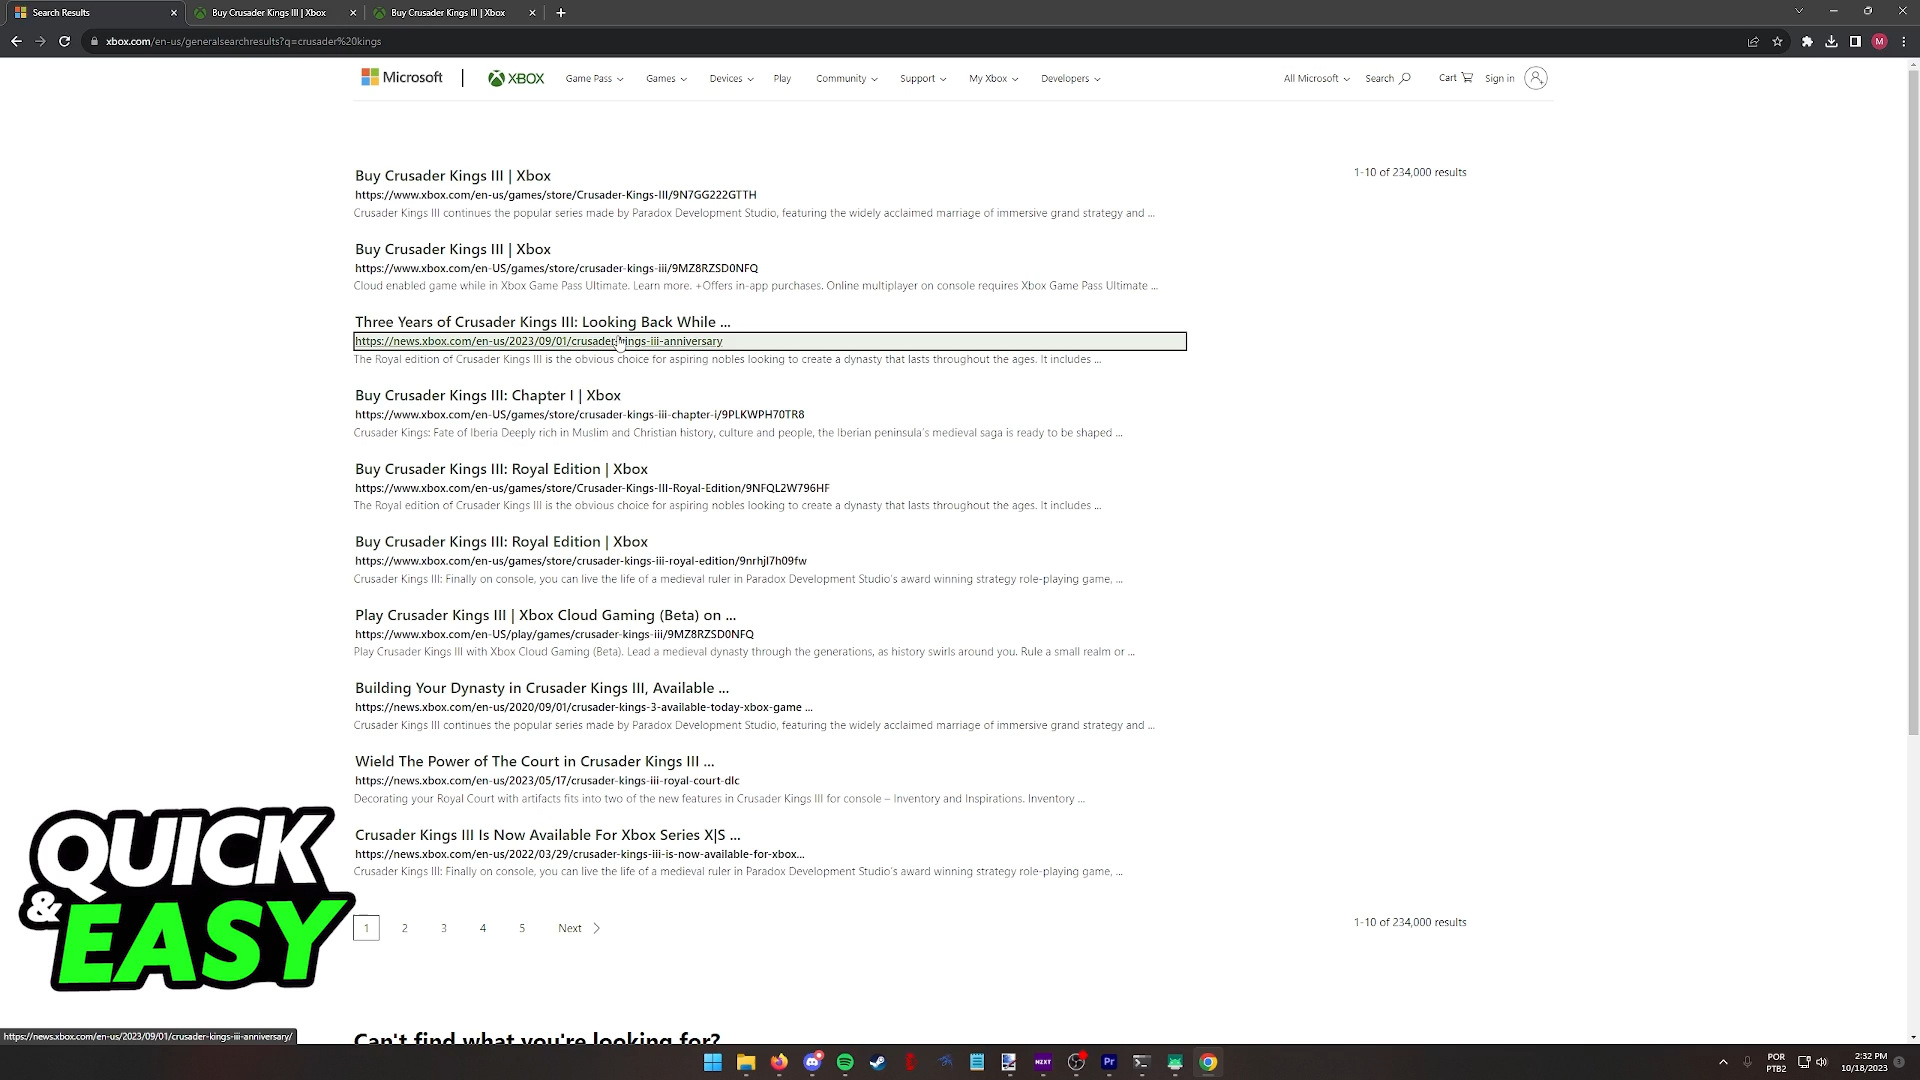 Search Results
Buy Crusader Kings III | Xbox
Buy Crusader Kings III | Xbox
xbox.com/en-us/generalsearchresults?q=crusader%20kings
M
Microsoft
XBOX
Game Pass
Games
Devices
Play
Community
Support
My Xbox
Developers
All Microsoft
Search
Cart
Sign in
1-10 of 234,000 results
Buy Crusader Kings III | Xbox
https://www.xbox.com/en-us/games/store/Crusader-Kings-III/9N7GG222GTTH
Crusader Kings III continues the popular series made by Paradox Development Studio, featuring the widely acclaimed marriage of immersive grand strategy and ...
Buy Crusader Kings III | Xbox
https://www.xbox.com/en-US/games/store/crusader-kings-iii/9MZ8RZSD0NFQ
Cloud enabled game while in Xbox Game Pass Ultimate. Learn more. +Offers in-app purchases. Online multiplayer on console requires Xbox Game Pass Ultimate ...
Three Years of Crusader Kings III: Looking Back While ...
https://news.xbox.com/en-us/2023/09/01/crusader-kings-iii-anniversary
The Royal edition of Crusader Kings III is the obvious choice for aspiring nobles looking to create a dynasty that lasts throughout the ages. It includes ...
Buy Crusader Kings III: Chapter I | Xbox
https://www.xbox.com/en-US/games/store/crusader-kings-iii-chapter-i/9PLKWPH70TR8
Crusader Kings: Fate of Iberia Deeply rich in Muslim and Christian history, culture and people, the Iberian peninsula's medieval saga is ready to be shaped ...
Buy Crusader Kings III: Royal Edition | Xbox
https://www.xbox.com/en-us/games/store/Crusader-Kings-III-Royal-Edition/9NFQL2W796HF
The Royal edition of Crusader Kings III is the obvious choice for aspiring nobles looking to create a dynasty that lasts throughout the ages. It includes ...
Buy Crusader Kings III: Royal Edition | Xbox
https://www.xbox.com/en-us/games/store/crusader-kings-iii-royal-edition/9nrhjl7h09fw
Crusader Kings III: Finally on console, you can live the life of a medieval ruler in Paradox Development Studio's award winning strategy role-playing game, ...
Play Crusader Kings III | Xbox Cloud Gaming (Beta) on ...
https://www.xbox.com/en-US/play/games/crusader-kings-iii/9MZ8RZSD0NFQ
Play Crusader Kings III with Xbox Cloud Gaming (Beta). Lead a medieval dynasty through the generations, as history swirls around you. Rule a small realm or ...
Building Your Dynasty in Crusader Kings III, Available ...
https://news.xbox.com/en-us/2020/09/01/crusader-kings-3-available-today-xbox-game ...
Crusader Kings III continues the popular series made by Paradox Development Studio, featuring the widely acclaimed marriage of immersive grand strategy and ...
Wield The Power of The Court in Crusader Kings III ...
https://news.xbox.com/en-us/2023/05/17/crusader-kings-iii-royal-court-dlc
Decorating your Royal Court with artifacts fits into two of the new features in Crusader Kings III for console – Inventory and Inspirations. Inventory ...
Crusader Kings III Is Now Available For Xbox Series X|S ...
https://news.xbox.com/en-us/2022/03/29/crusader-kings-iii-is-now-available-for-xbox...
Crusader Kings III: Finally on console, you can live the life of a medieval ruler in Paradox Development Studio's award winning strategy role-playing game, ...
QUICK
& EASY
1 2 3 4 5 Next
1-10 of 234,000 results
Can't find what you're looking for?
https://news.xbox.com/en-us/2023/09/01/crusader-kings-iii-anniversary/
NZXT
Pr
POR
PTB2
2:32 PM
10/18/2023